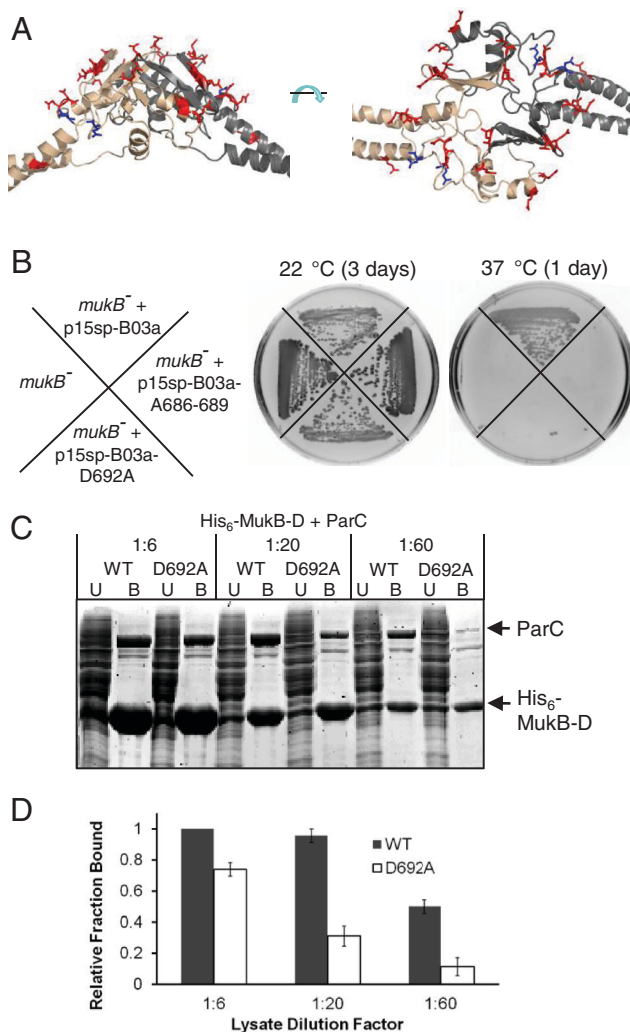 A
B
22 °C (3 days)
37 °C (1 day)
mukB⁻ +
p15sp-B03a
mukB⁻
mukB⁻ +
p15sp-B03a-
A686-689
mukB⁻ +
p15sp-B03a-
D692A
C
His₆-MukB-D + ParC
1:6 1:20 1:60
WT D692A WT D692A WT D692A
U B U B U B U B U B U B
ParC
His₆-
MukB-D
D
Relative Fraction Bound
1
0.8
0.6
0.4
0.2
0
WT
D692A
1:6 1:20 1:60
Lysate Dilution Factor